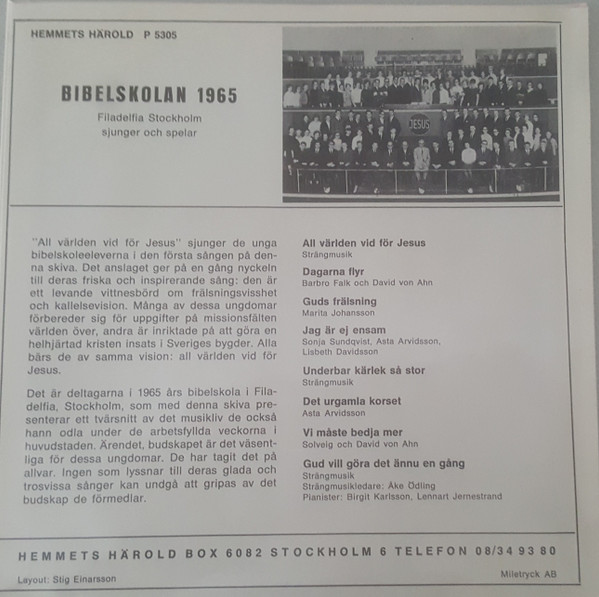 HEMMETS HÄROLD P 5305
BIBELSKOLAN 1965
Filadelfia Stockholm
sjunger och spelar
JESUS
"All världen vid för Jesus" sjunger de unga
bibelskoleeleverna i den första sången på den-
na skiva. Det anslaget ger på en gång nyckeln
till deras friska och inspirerande sång: den är
ett levande vittnesbörd om frälsningsvisshet
och kallelsevision. Många av dessa ungdomar
förbereder sig för uppgifter på missionsfälten
världen över, andra är inriktade på att göra en
helhjärtad kristen insats i Sveriges bygder. Alla
bärs de av samma vision: all världen vid för
Jesus.
Det är deltagarna i 1965 års bibelskola i Fila-
delfia, Stockholm, som med denna skiva pre-
senterar ett tvärsnitt av det musikliv de också
hann odla under de arbetsfyllda veckorna i
huvudstaden. Ärendet, budskapet är det väsent-
liga för dessa ungdomar. De har tagit det på
allvar. Ingen som lyssnar till deras glada och
trosvissa sånger kan undgå att gripas av det
budskap de förmedlar.
All världen vid för Jesus
Strängmusik
Dagarna flyr
Barbro Falk och David von Ahn
Guds frälsning
Marita Johansson
Jag är ej ensam
Sonja Sundqvist, Asta Arvidsson,
Lisbeth Davidsson
Underbar kärlek så stor
Strängmusik
Det urgamla korset
Asta Arvidsson
Vi måste bedja mer
Solveig och David von Ahn
Gud vill göra det ännu en gång
Strängmusik
Strängmusikledare: Åke Ödling
Pianister: Birgit Karlsson, Lennart Jernestrand
HEMMETS HÄROLD BOX 6082 STOCKHOLM 6 TELEFON 08/34 93 80
Layout: Stig Einarsson
Miletryck AB